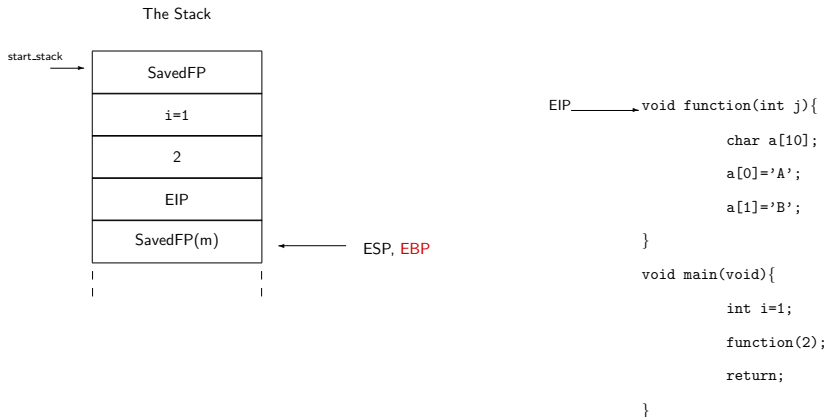 The Stack
start_stack
SavedFP
i=1
2
EIP
SavedFP(m)
ESP, EBP
EIP
void function(int j){
char a[10];
a[0]='A';
a[1]='B';
}
void main(void){
int i=1;
function(2);
return;
}